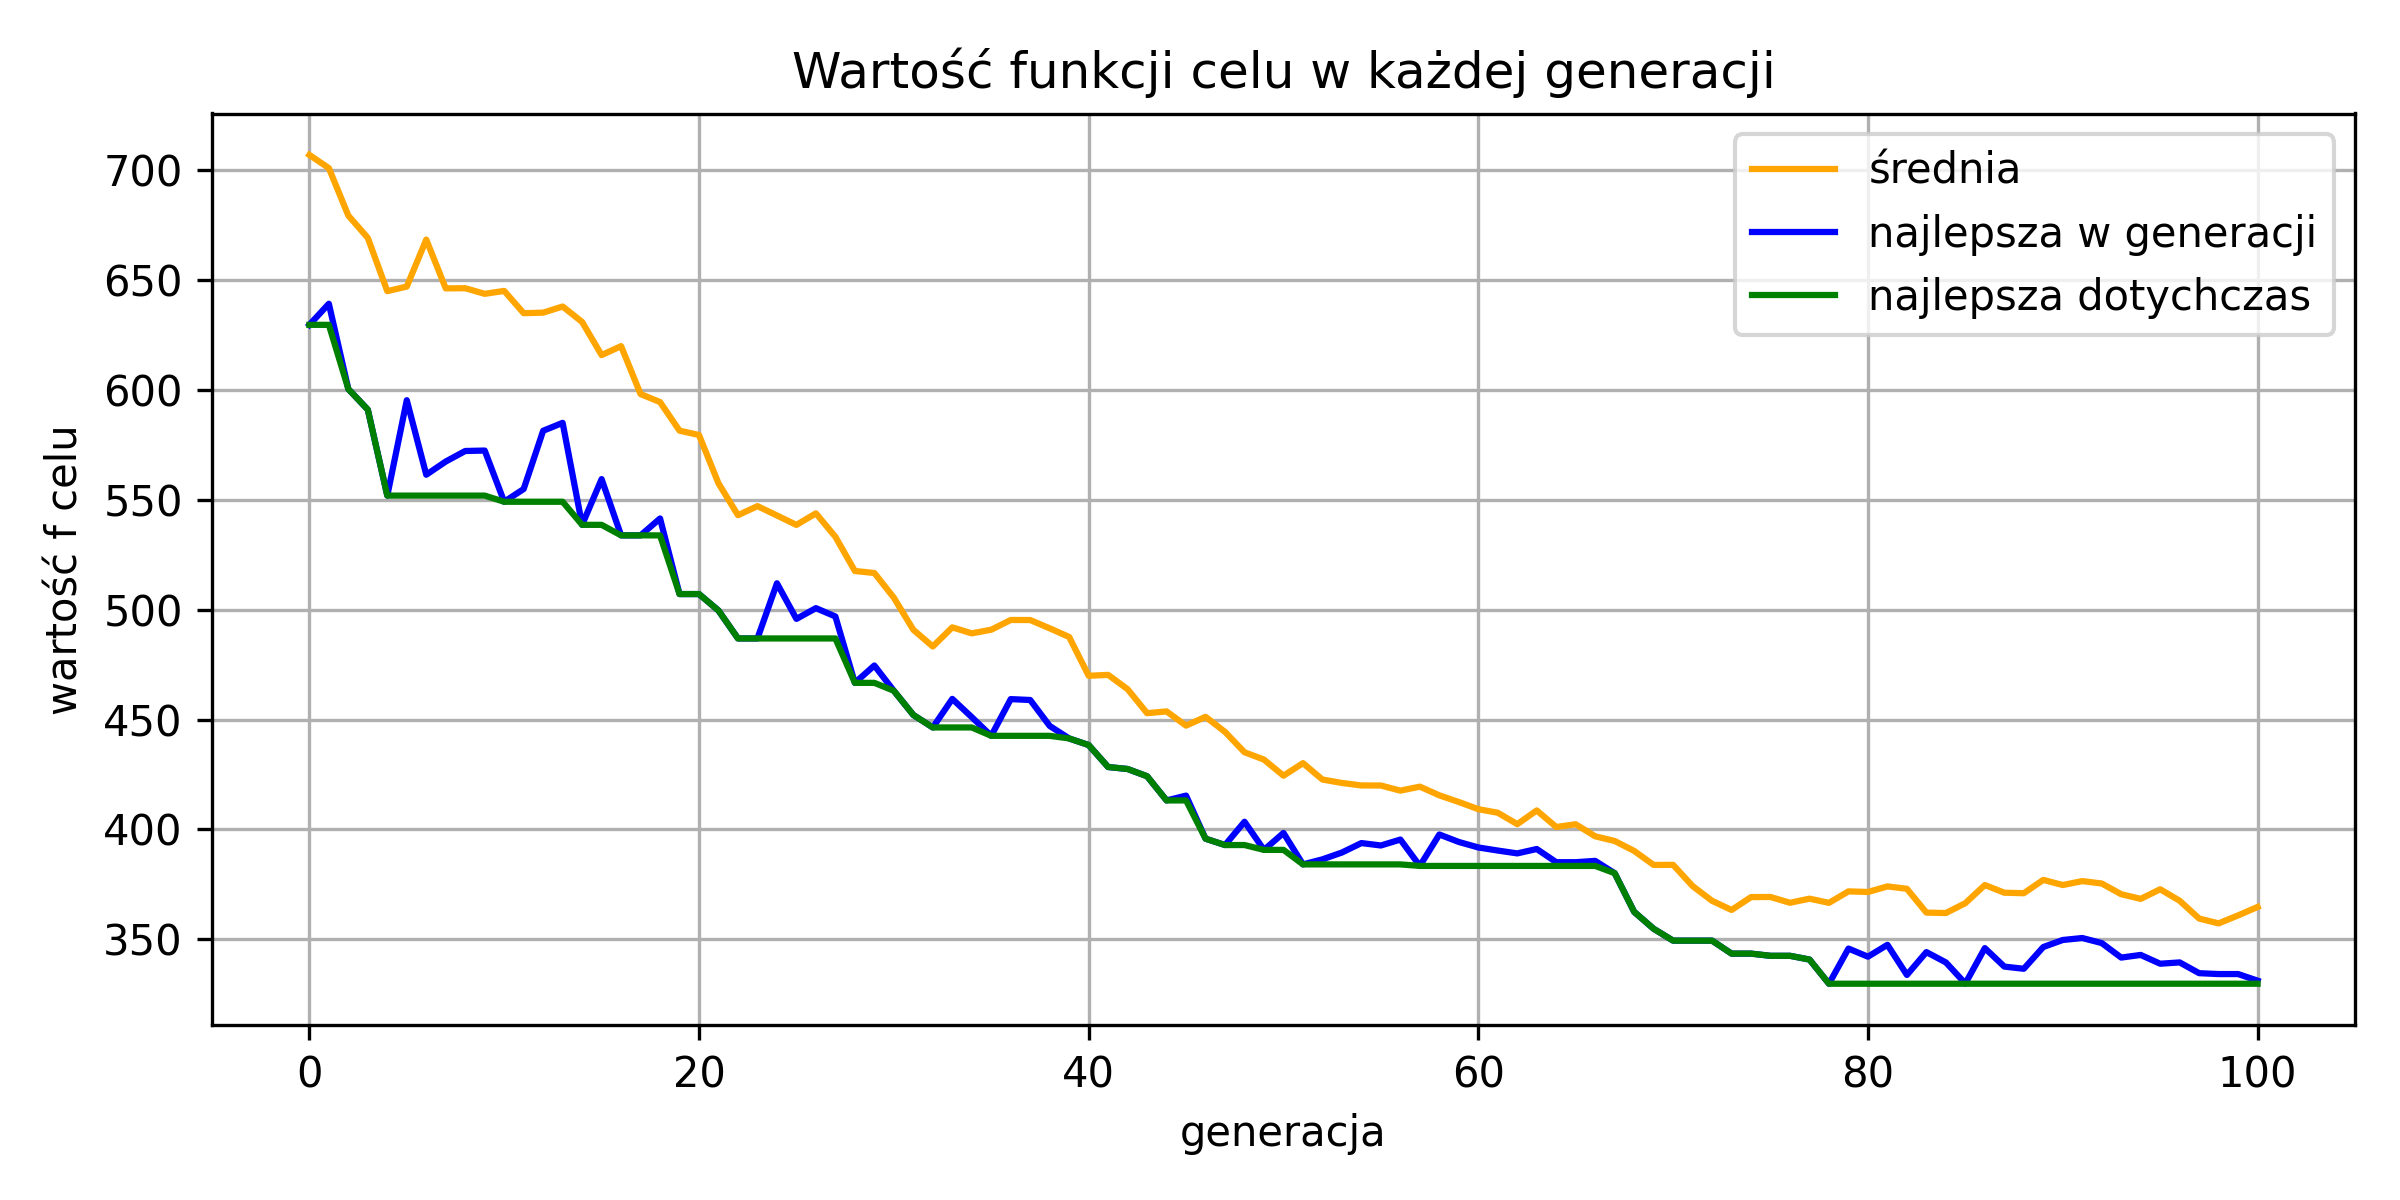 Wartość funkcji celu w każdej generacji
średnia
najlepsza w generacji
najlepsza dotychczas
wartość f celu
700
650
600
550
500
450
400
350
0 20 40 60 80 100
generacja